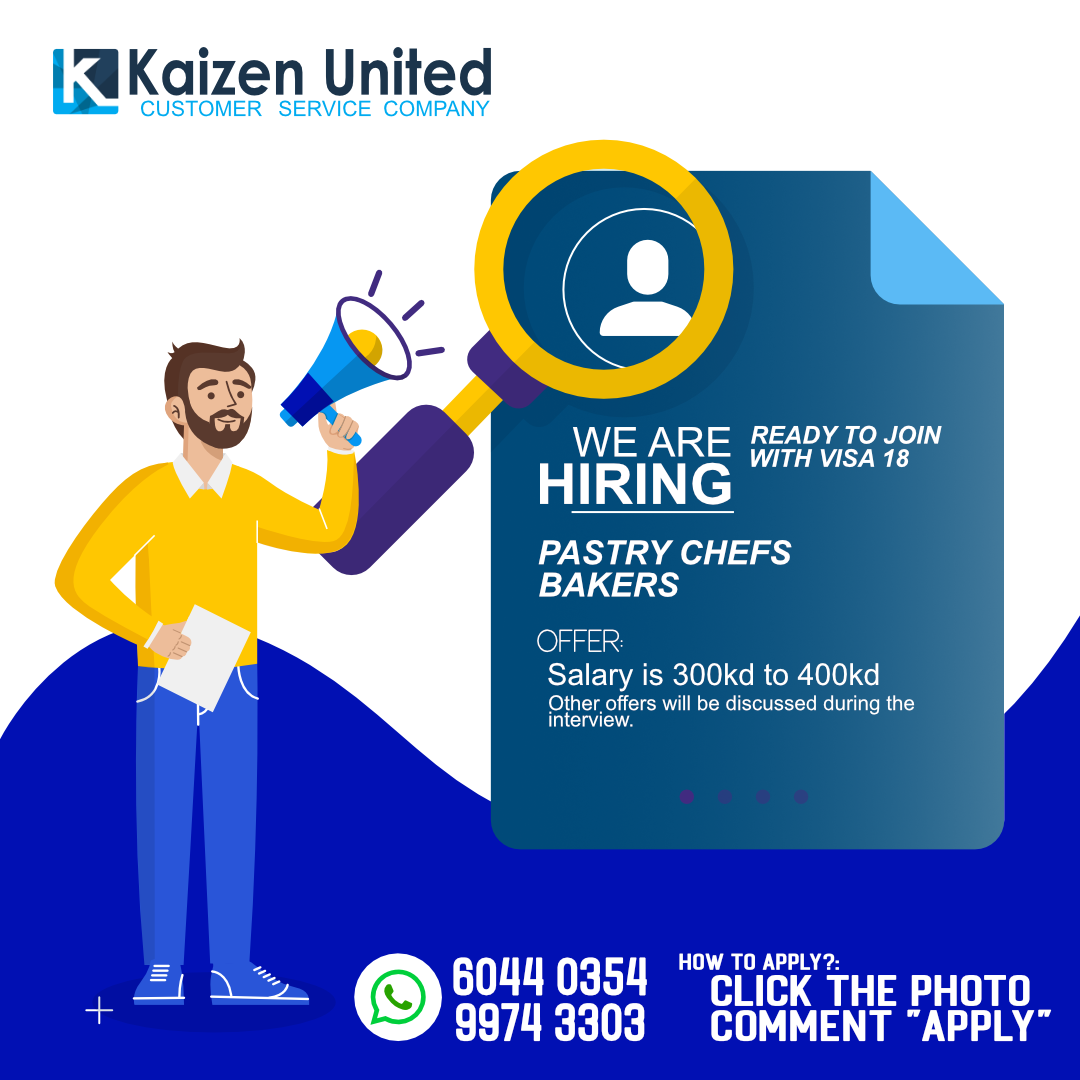 Kaizen United
CUSTOMER SERVICE COMPANY
WE ARE
HIRING
READY TO JOIN
WITH VISA 18
PASTRY CHEFS
BAKERS
OFFER:
Salary is 300kd to 400kd
Other offers will be discussed during the
interview.
6044 0354
9974 3303
HOW TO APPLY?:
CLICK THE PHOTO
COMMENT "APPLY"